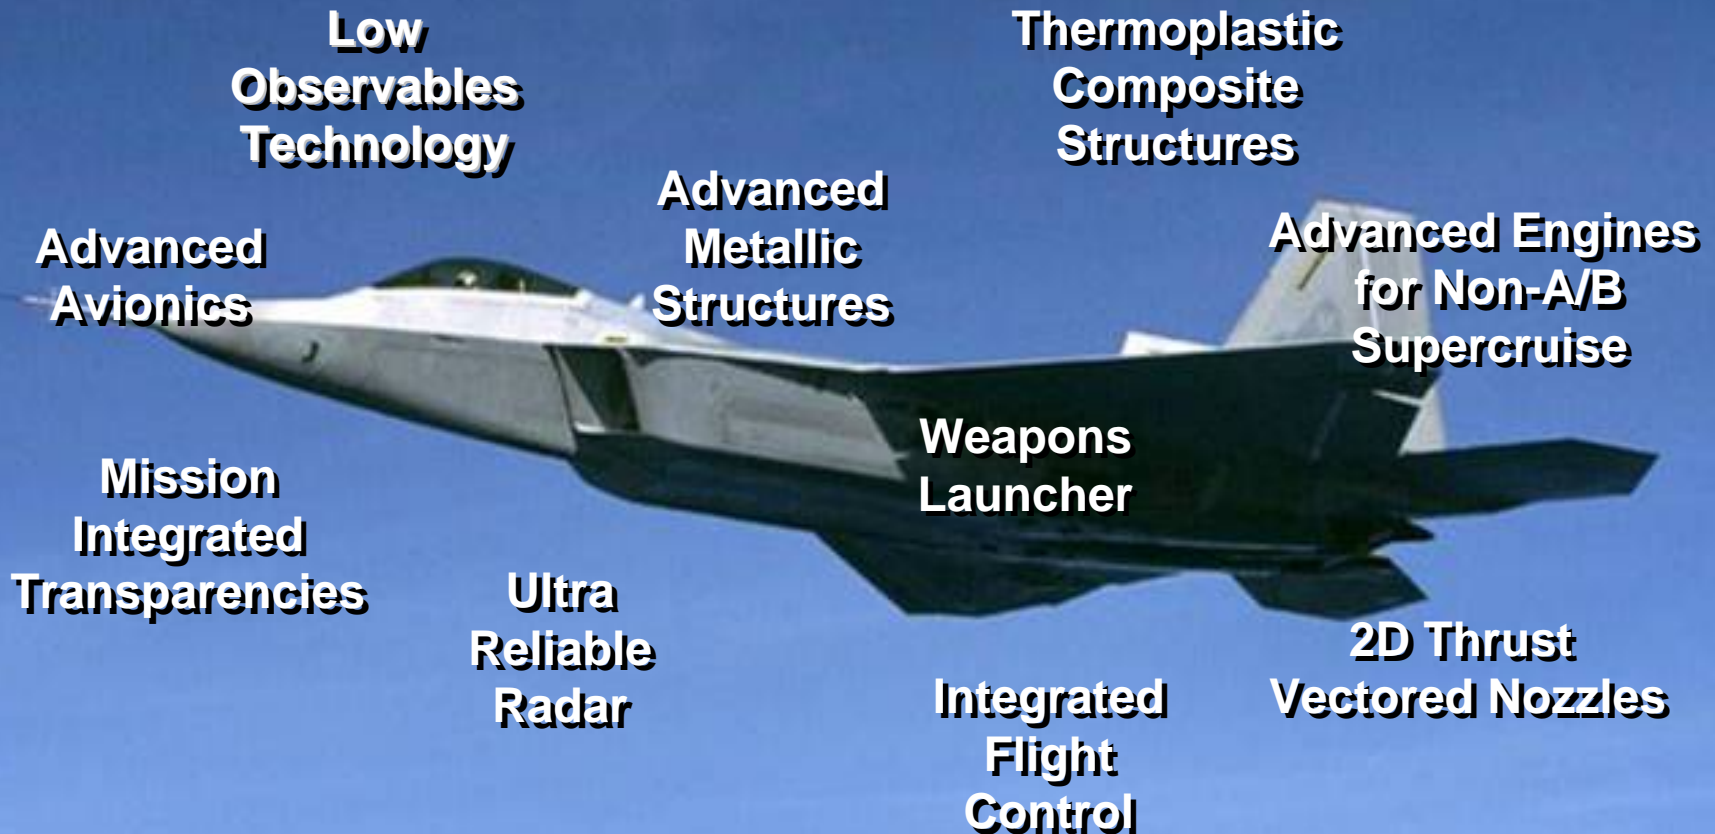 Low
Observables
Technology
Thermoplastic
Composite
Structures
Advanced
Metallic
Structures
Advanced
Avionics
Advanced Engines
for Non-A/B
Supercruise
Weapons
Launcher
Mission
Integrated
Transparencies
Ultra
Reliable
Radar
2D Thrust
Vectored Nozzles
Integrated
Flight
Control